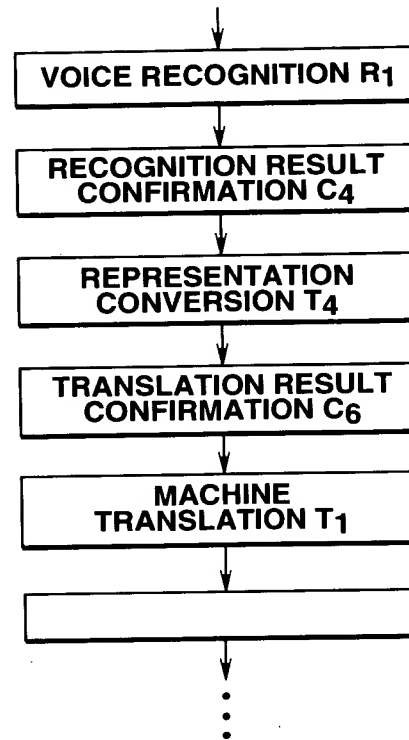 VOICE RECOGNITION R1
RECOGNITION RESULT
CONFIRMATION C4
REPRESENTATION
CONVERSION T4
TRANSLATION RESULT
CONFIRMATION C6
MACHINE
TRANSLATION T1